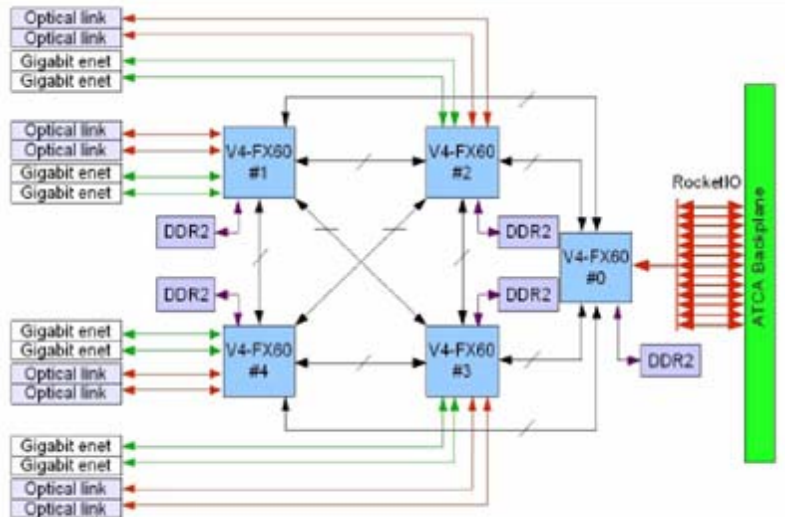 Optical link
Optical link
Gigabit enet
Gigabit enet
Optical link
Optical link
Gigabit enet
Gigabit enet
V4-FX60
#1
V4-FX60
#2
DDR2
DDR2
RocketIO
ATCA Backplane
V4-FX60
#0
DDR2
DDR2
DDR2
Gigabit enet
Gigabit enet
Optical link
Optical link
V4-FX60
#4
V4-FX60
#3
Gigabit enet
Gigabit enet
Optical link
Optical link